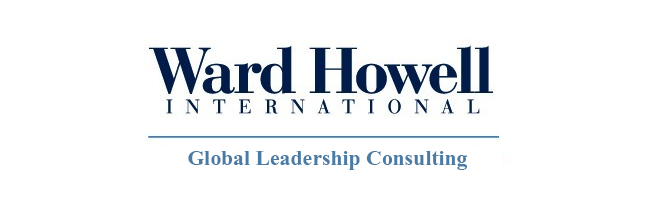 Ward Howell
INTERNATIONAL
Global Leadership Consulting